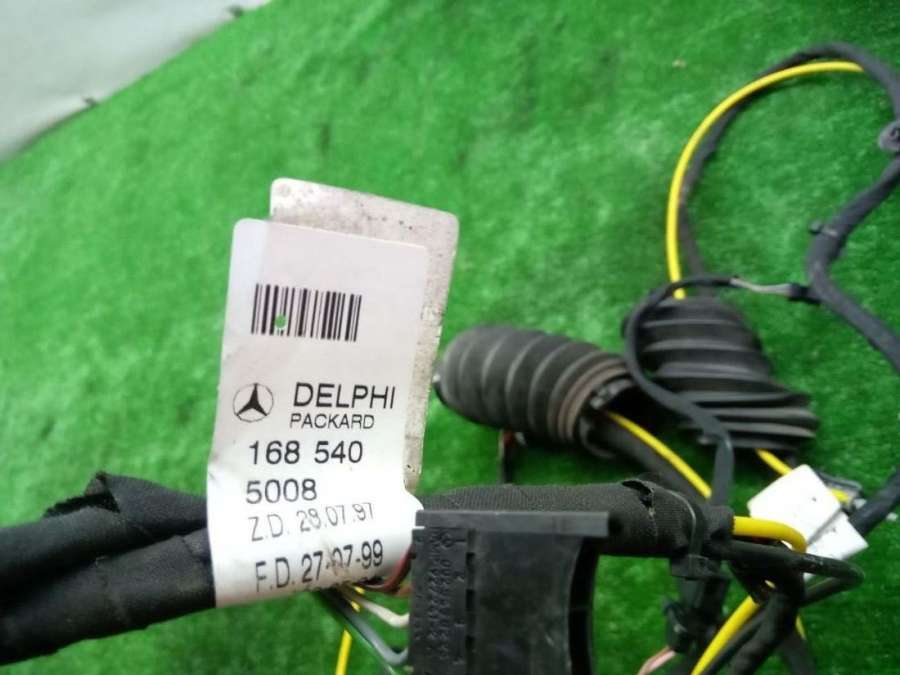 DELPHI
PACKARD
168 540
5008
Z.D. 28.07.97
F.D. 27-07-99